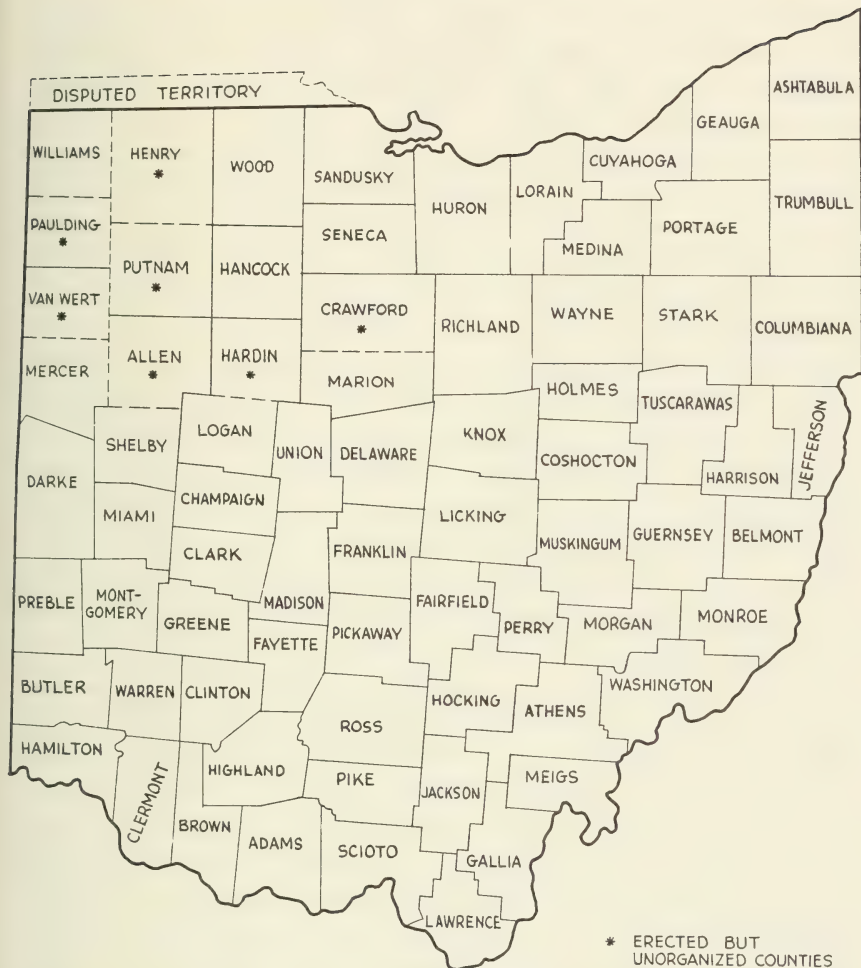 DISPUTED TERRITORY
ASHTABULA
GEAUGA
CUYAHOGA
WILLIAMS
HENRY
*
WOOD
SANDUSKY
LORAIN
HURON
TRUMBULL
PAULDING
*
SENECA
MEDINA
PORTAGE
PUTNAM
*
HANCOCK
VAN WERT
*
CRAWFORD
*
RICHLAND
WAYNE
STARK
COLUMBIANA
ALLEN
*
HARDIN
*
MERCER
MARION
HOLMES
TUSCARAWAS
JEFFERSON
SHELBY
LOGAN
UNION
DELAWARE
KNOX
COSHOCTON
HARRISON
DARKE
CHAMPAIGN
MIAMI
LICKING
MUSKINGUM
GUERNSEY
BELMONT
CLARK
FRANKLIN
PREBLE
MONT-
GOMERY
GREENE
MADISON
FAIRFIELD
PERRY
MORGAN
MONROE
FAYETTE
PICKAWAY
BUTLER
WARREN
CLINTON
HOCKING
ATHENS
WASHINGTON
ROSS
HAMILTON
HIGHLAND
PIKE
JACKSON
MEIGS
CLERMONT
BROWN
ADAMS
SCIOTO
GALLIA
LAWRENCE
* ERECTED BUT
UNORGANIZED COUNTIES